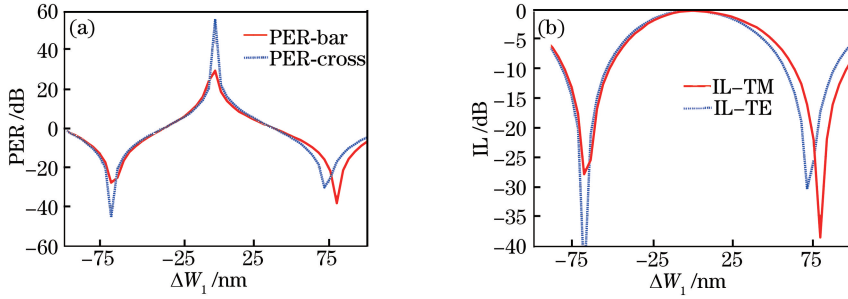 (a)
PER-bar
PER-cross
PER /dB
60
40
20
0
−20
−40
−60
−75
−25
25
75
ΔW1/nm
(b)
IL−TM
IL−TE
IL /dB
0
−5
−10
−15
−20
−25
−30
−35
−40
−75
−25
25
75
ΔW1/nm